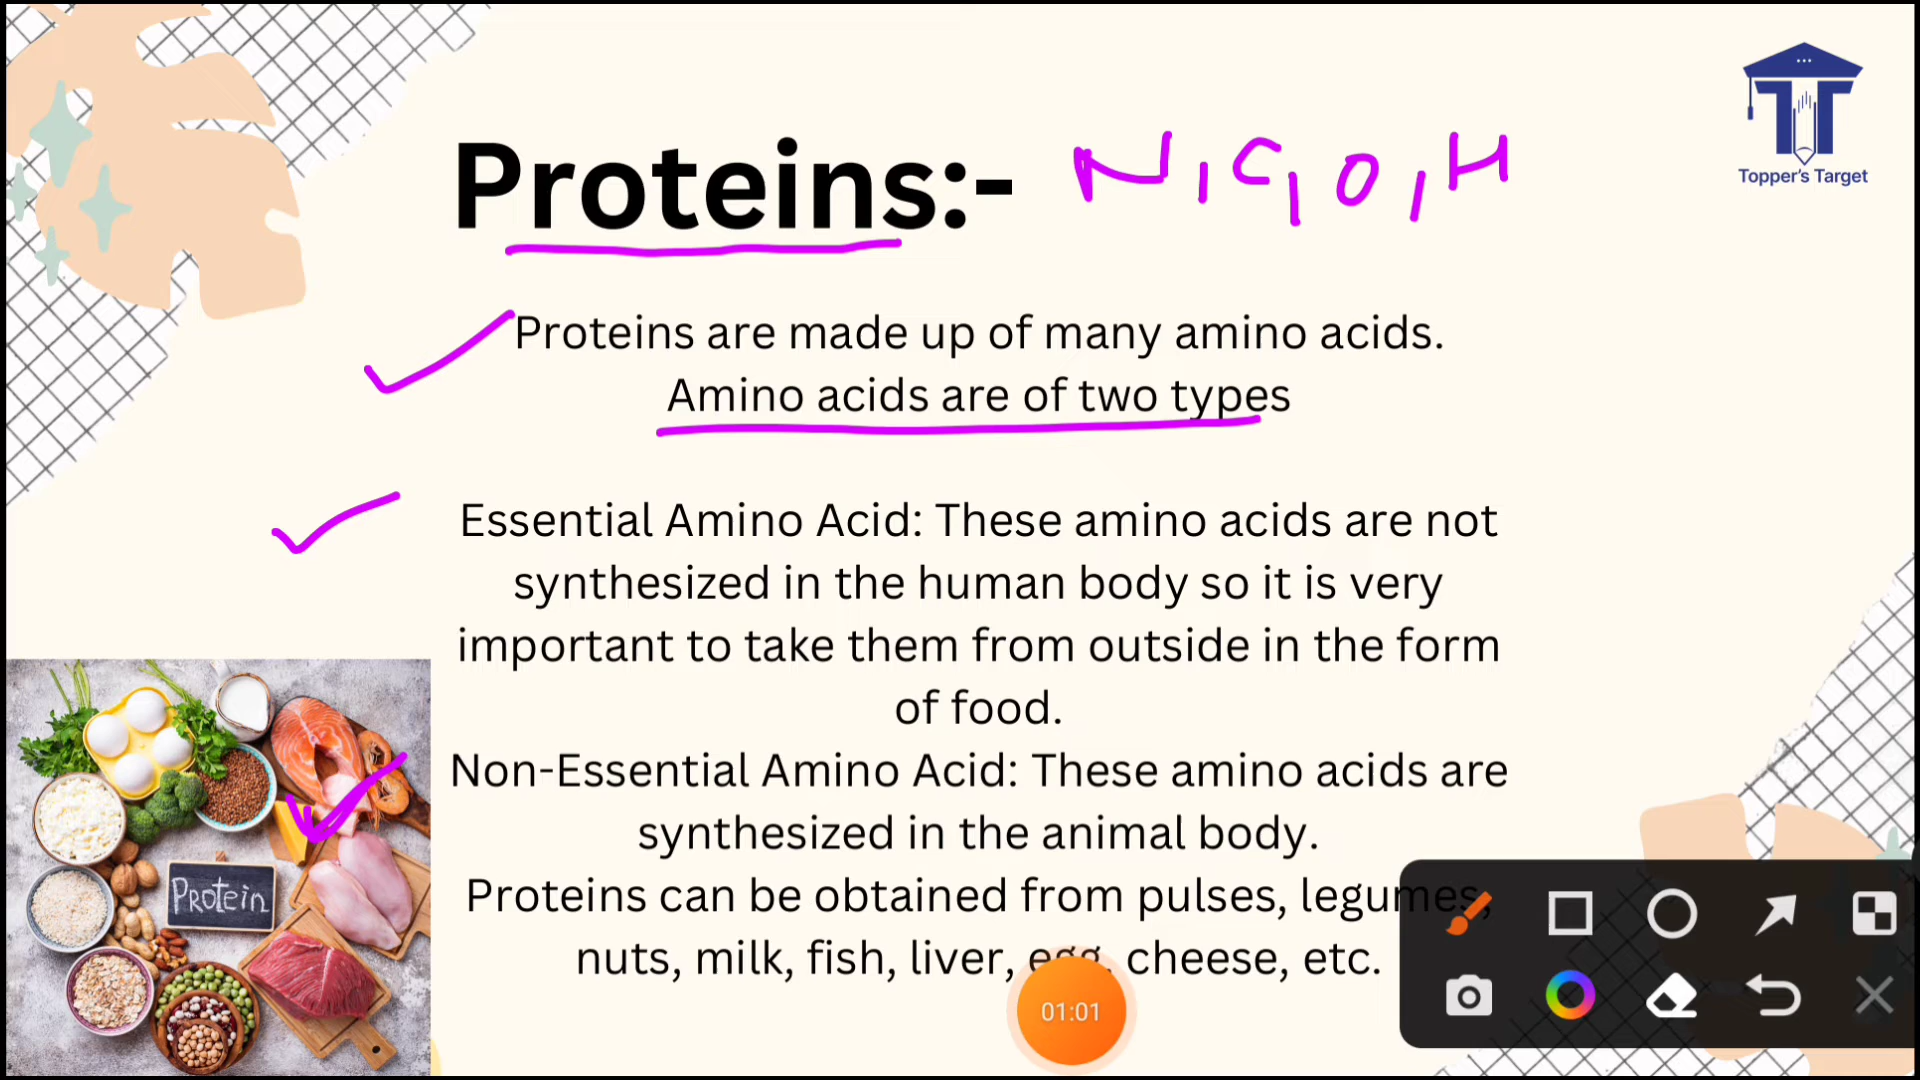 Topper's Target
Proteins:- N, C, O, H
Proteins are made up of many amino acids.
Amino acids are of two types
Essential Amino Acid: These amino acids are not
synthesized in the human body so it is very
important to take them from outside in the form
of food.
Non-Essential Amino Acid: These amino acids are
synthesized in the animal body.
Proteins can be obtained from pulses, legumes,
nuts, milk, fish, liver, egg, cheese, etc.
Protein
01:01